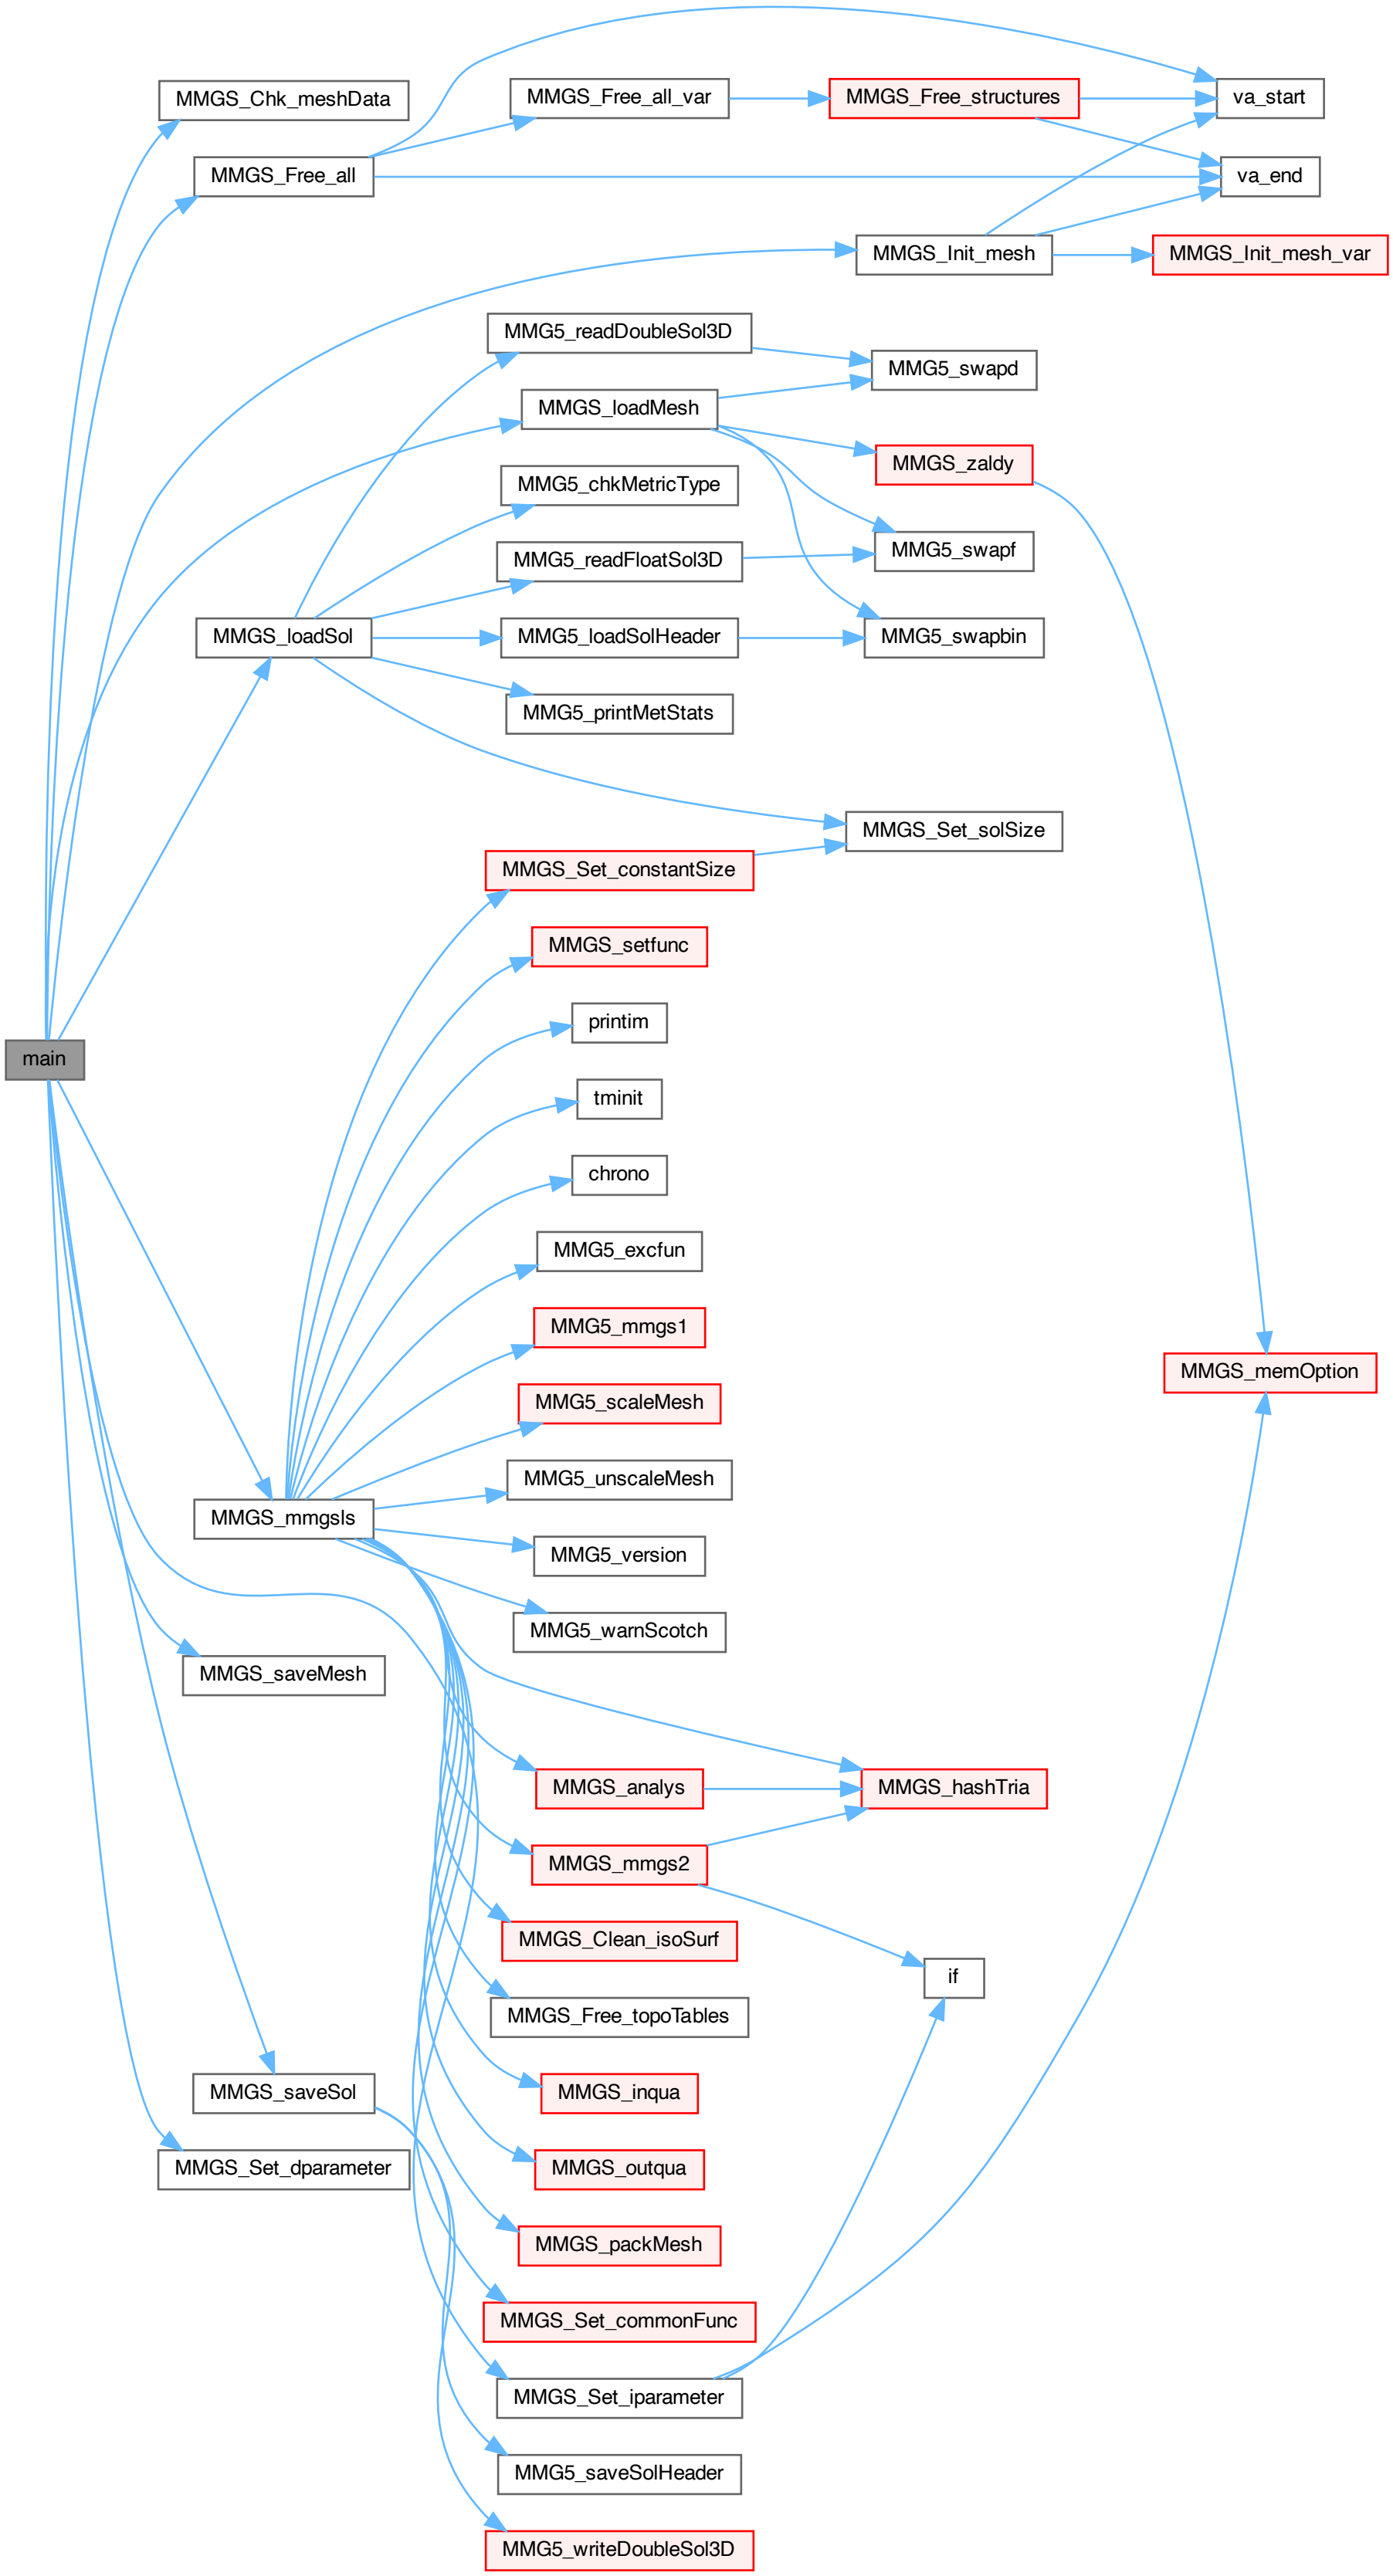 MMGS_Chk_meshData
MMGS_Free_all_var
MMGS_Free_structures
va_start
MMGS_Free_all
va_end
MMGS_Init_mesh
MMGS_Init_mesh_var
MMG5_readDoubleSol3D
MMG5_swapd
MMGS_loadMesh
MMGS_zaldy
MMG5_chkMetricType
MMG5_swapf
MMG5_readFloatSol3D
MMGS_loadSol
MMG5_loadSolHeader
MMG5_swapbin
MMG5_printMetStats
MMGS_Set_solSize
MMGS_Set_constantSize
MMGS_setfunc
printim
main
tminit
chrono
MMG5_excfun
MMG5_mmgs1
MMGS_memOption
MMG5_scaleMesh
MMG5_unscaleMesh
MMGS_mmgsls
MMG5_version
MMG5_warnScotch
MMGS_saveMesh
MMGS_analys
MMGS_hashTria
MMGS_mmgs2
MMGS_Clean_isoSurf
if
MMGS_Free_topoTables
MMGS_inqua
MMGS_saveSol
MMGS_outqua
MMGS_Set_dparameter
MMGS_packMesh
MMGS_Set_commonFunc
MMGS_Set_iparameter
MMG5_saveSolHeader
MMG5_writeDoubleSol3D